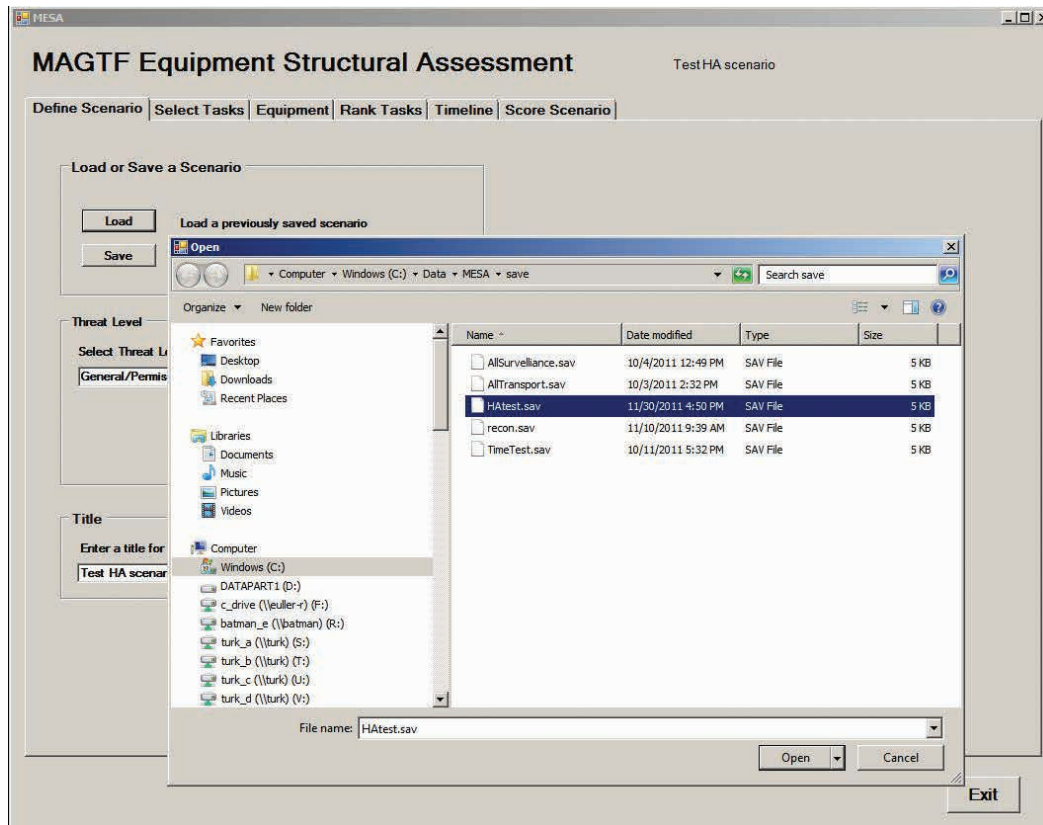 MESA
MAGTF Equipment Structural Assessment
Test HA scenario
Define Scenario Select Tasks Equipment Rank Tasks Timeline Score Scenario
Load or Save a Scenario
Load Load a previously saved scenario
Save
Threat Level
Select Threat L
General/Permis
Title
Enter a title for
Test HA scenar
Open
Computer Windows (C:) Data MESA save
Search save
Organize New folder
Favorites
Desktop
Downloads
Recent Places
Libraries
Documents
Music
Pictures
Videos
Computer
Windows (C:)
DATAPART1 (D:)
c_drive (\\euller-r) (F:)
batman_e (\\batman) (R:)
turk_a (\\turk) (S:)
turk_b (\\turk) (T:)
turk_c (\\turk) (U:)
turk_d (\\turk) (V:)
Name Date modified Type Size
AllSurvelliance.sav 10/4/2011 12:49 PM SAV File 5 KB
AllTransport.sav 10/3/2011 2:32 PM SAV File 5 KB
HAtest.sav 11/30/2011 4:50 PM SAV File 5 KB
recon.sav 11/10/2011 9:39 AM SAV File 5 KB
TimeTest.sav 10/11/2011 5:32 PM SAV File 5 KB
File name: HAtest.sav
Open Cancel
Exit